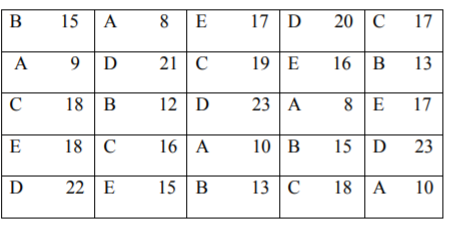 B 15 A 8 E 17 D 20 C 17
A 9 D 21 C 19 E 16 B 13
C 18 B 12 D 23 A 8 E 17
E 18 C 16 A 10 B 15 D 23
D 22 E 15 B 13 C 18 A 10